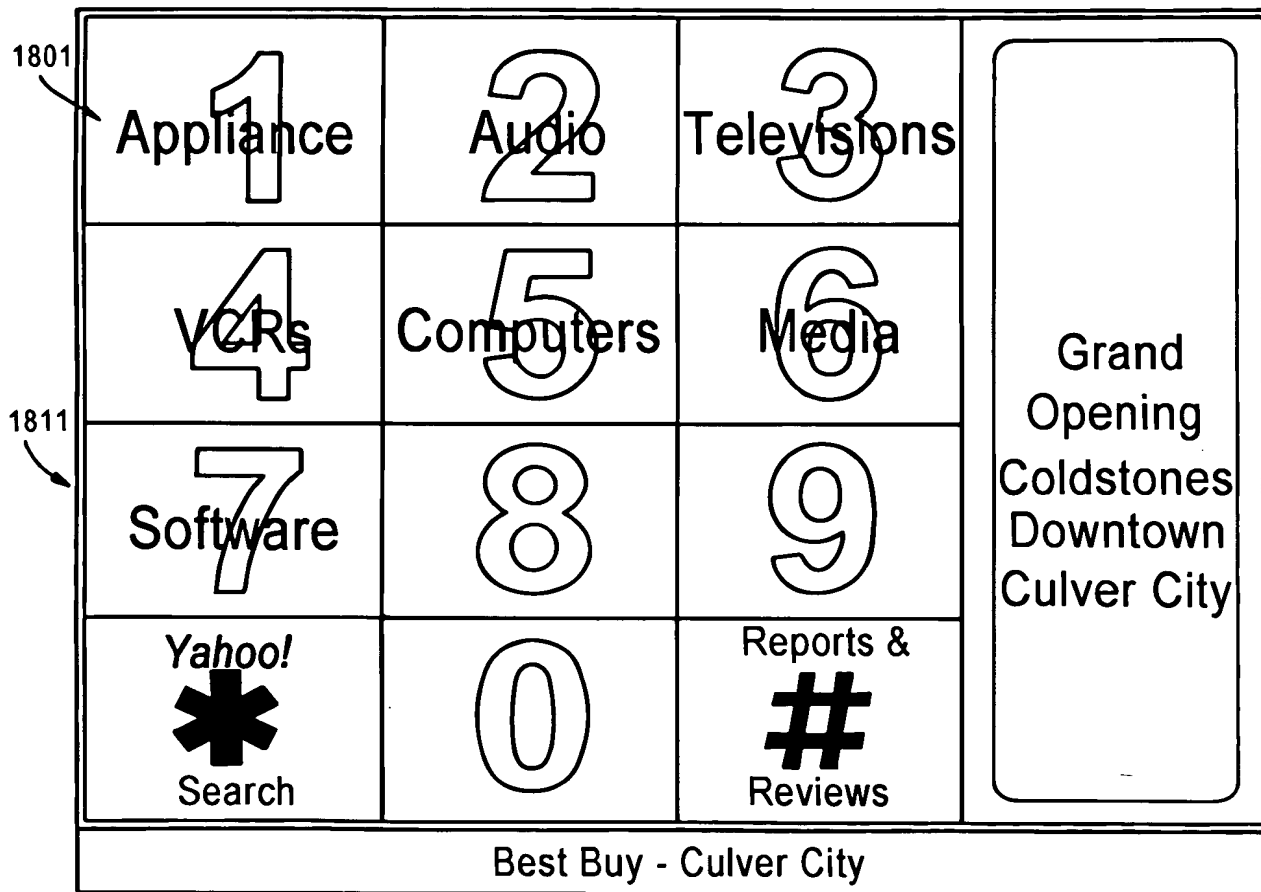 1801
1
Appliance
2
Audio
3
Televisions
4
VCRs
5
Computers
6
Media
1811
7
Software
8
9
Yahoo!
*
Search
0
Reports &
#
Reviews
Grand
Opening
Coldstones
Downtown
Culver City
Best Buy - Culver City